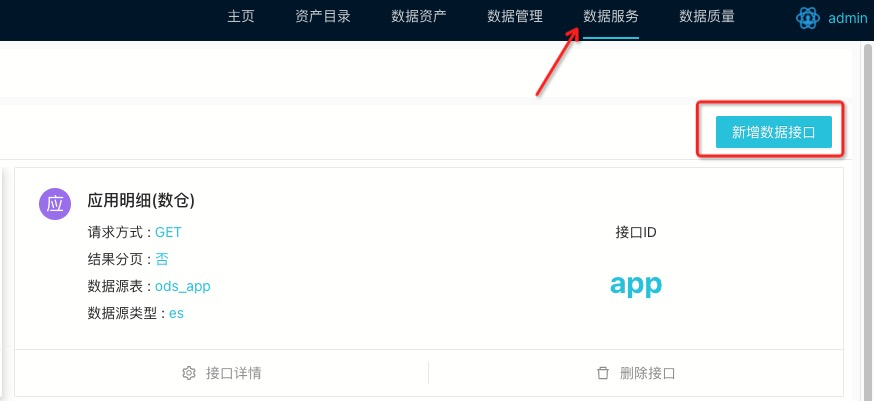 主页 资产目录 数据资产 数据管理 数据服务 数据质量 admin
新增数据接口
应 应用明细(数仓)
请求方式 : GET 接口ID
结果分页 : 否
数据源表 : ods_app app
数据源类型 : es
接口详情 删除接口